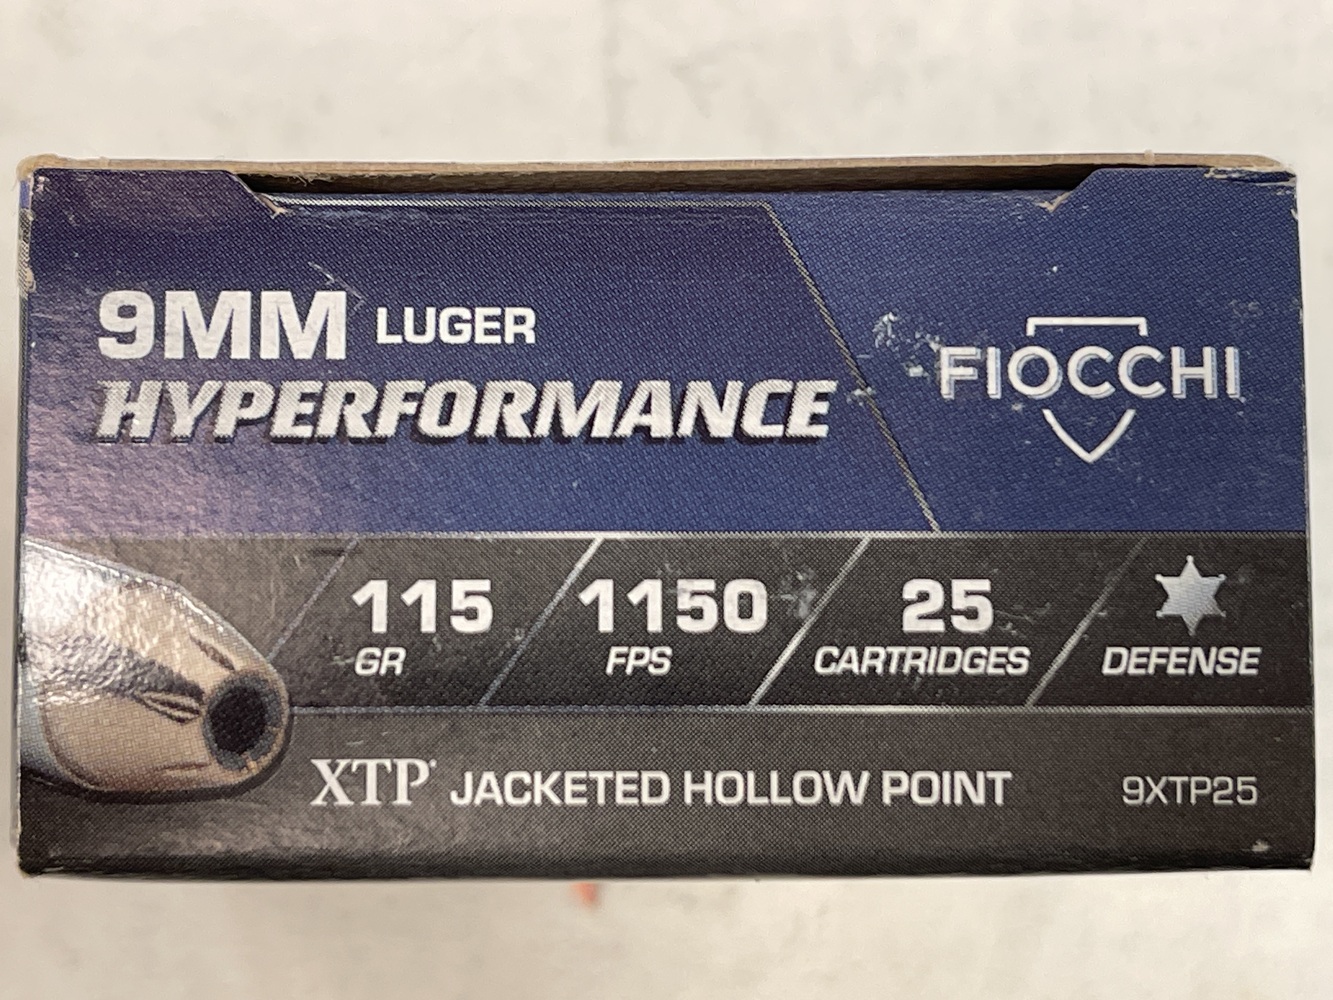 9MM LUGER
HYPERFORMANCE
FIOCCHI
115
GR
1150
FPS
25
CARTRIDGES
DEFENSE
XTP JACKETED HOLLOW POINT
9XTP25